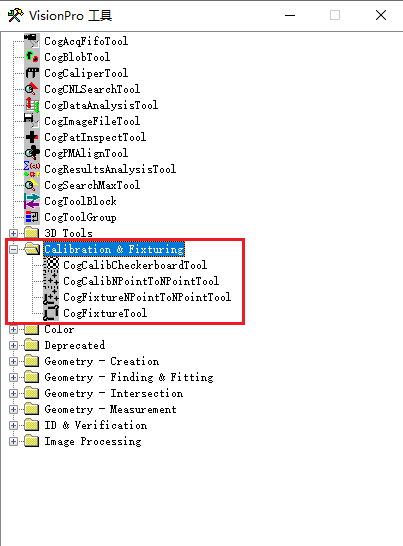 VisionPro 工具
CogAcqFifoTool
CogBlobTool
CogCaliperTool
CogCNLSearchTool
CogDataAnalysisTool
CogImageFileTool
CogPatInspectTool
CogPMAlignTool
CogResultsAnalysisTool
CogSearchMaxTool
CogToolBlock
CogToolGroup
3D Tools
Calibration & Fixturing
CogCalibCheckerboardTool
CogCalibNPointToNPointTool
CogFixtureNPointToNPointTool
CogFixtureTool
Color
Deprecated
Geometry - Creation
Geometry - Finding & Fitting
Geometry - Intersection
Geometry - Measurement
ID & Verification
Image Processing